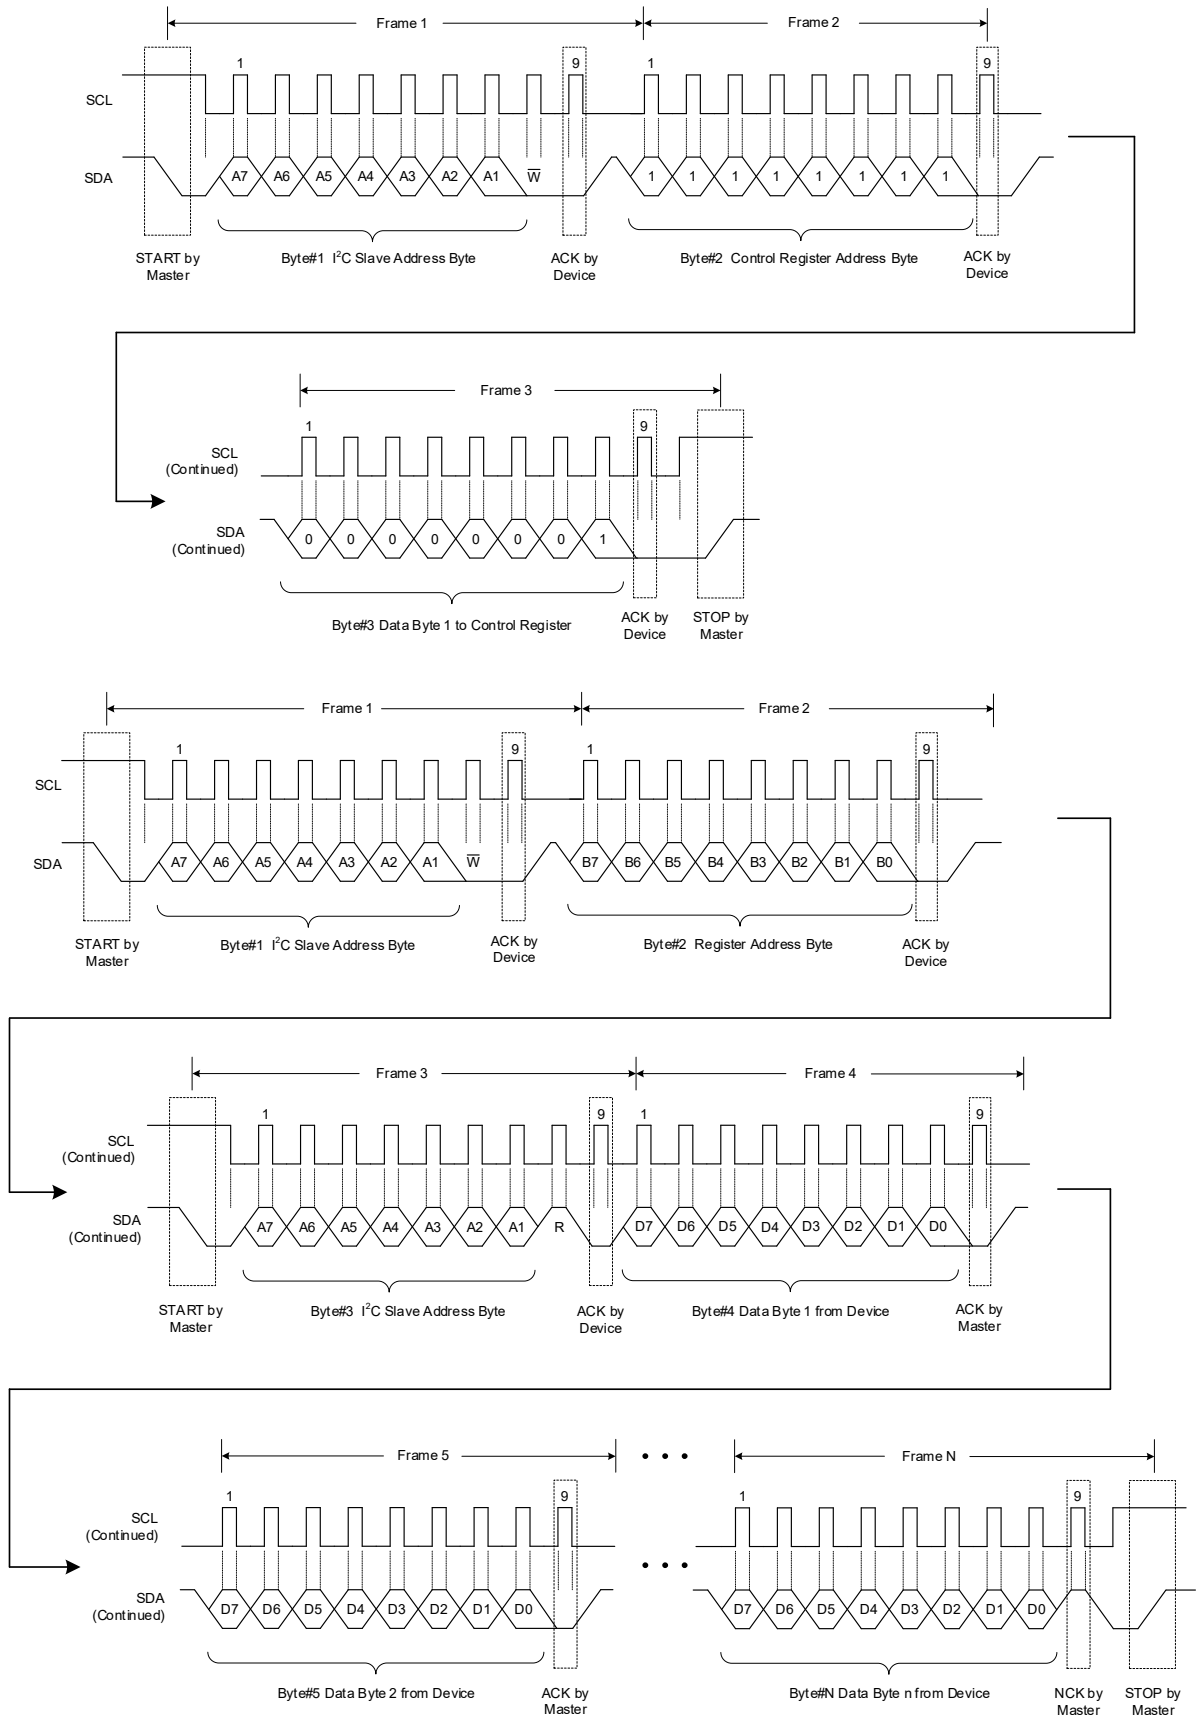 Frame 1 Frame 2
1 9 1 9
SCL
SDA A7 A6 A5 A4 A3 A2 A1 W̅ 1 1 1 1 1 1 1 1
START by
Master
Byte#1 I²C Slave Address Byte
ACK by
Device
Byte#2 Control Register Address Byte
ACK by
Device
Frame 3
1 9
SCL
(Continued)
SDA
(Continued)
0 0 0 0 0 0 0 1
Byte#3 Data Byte 1 to Control Register
ACK by
Device
STOP by
Master
Frame 1 Frame 2
1 9 1 9
SCL
SDA A7 A6 A5 A4 A3 A2 A1 W̅ B7 B6 B5 B4 B3 B2 B1 B0
START by
Master
Byte#1 I²C Slave Address Byte
ACK by
Device
Byte#2 Register Address Byte
ACK by
Device
Frame 3 Frame 4
1 9 1 9
SCL
(Continued)
SDA
(Continued)
A7 A6 A5 A4 A3 A2 A1 R D7 D6 D5 D4 D3 D2 D1 D0
START by
Master
Byte#3 I²C Slave Address Byte
ACK by
Device
Byte#4 Data Byte 1 from Device
ACK by
Master
Frame 5 • • • Frame N
1 9 1 9
SCL
(Continued)
• • •
SDA
(Continued)
D7 D6 D5 D4 D3 D2 D1 D0 D7 D6 D5 D4 D3 D2 D1 D0
Byte#5 Data Byte 2 from Device
ACK by
Master
Byte#N Data Byte n from Device
NCK by
Master
STOP by
Master